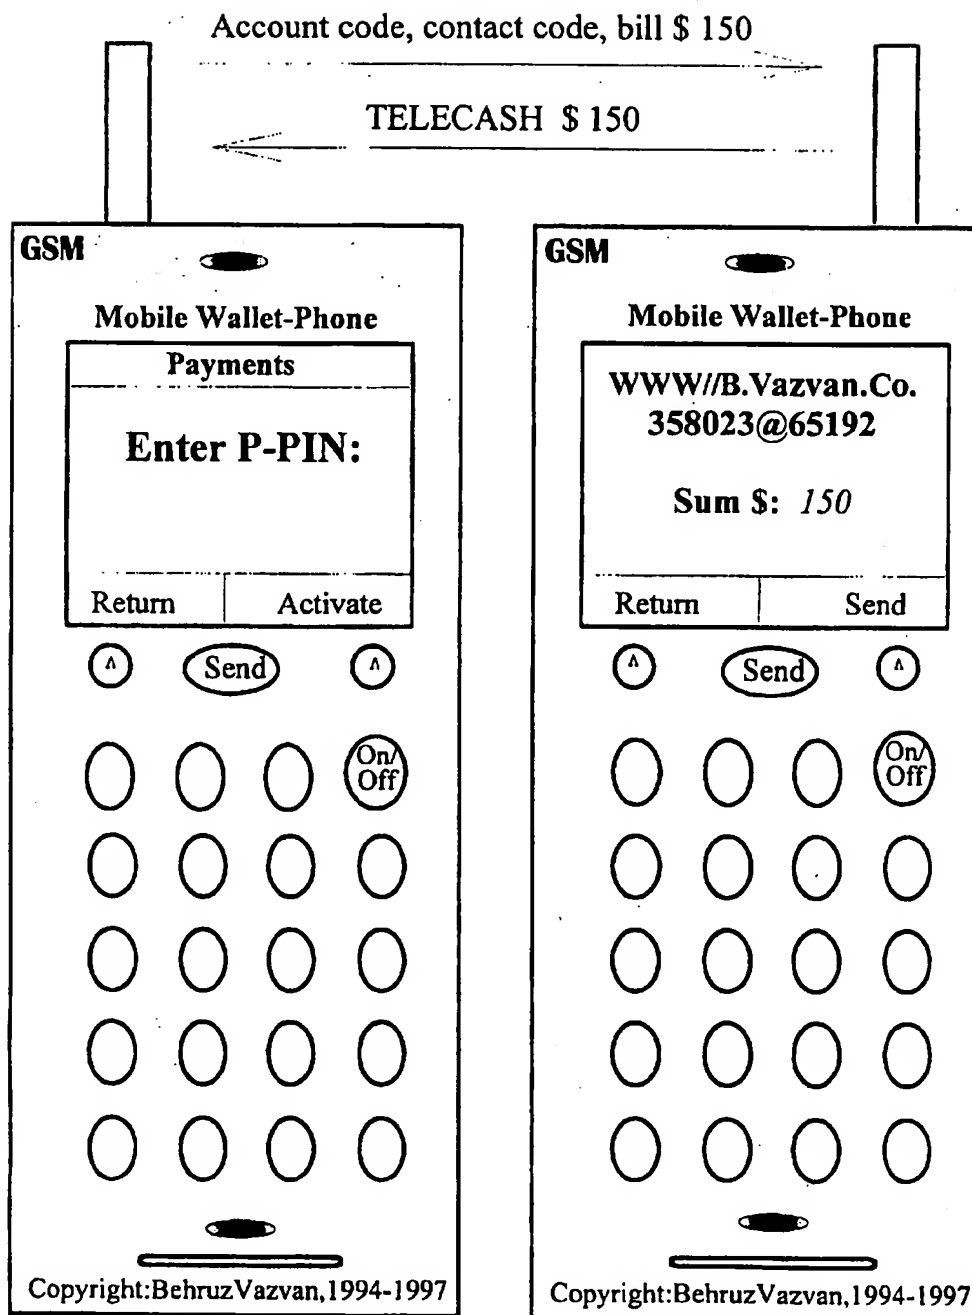 Account code, contact code, bill $ 150
TELECASH $ 150
GSM
Mobile Wallet-Phone
Payments
Enter P-PIN:
Return Activate
^ Send ^
On/
Off
Copyright:BehruzVazvan,1994-1997
GSM
Mobile Wallet-Phone
WWW//B.Vazvan.Co.
358023@65192
Sum $: 150
Return Send
^ Send ^
On/
Off
Copyright:BehruzVazvan,1994-1997